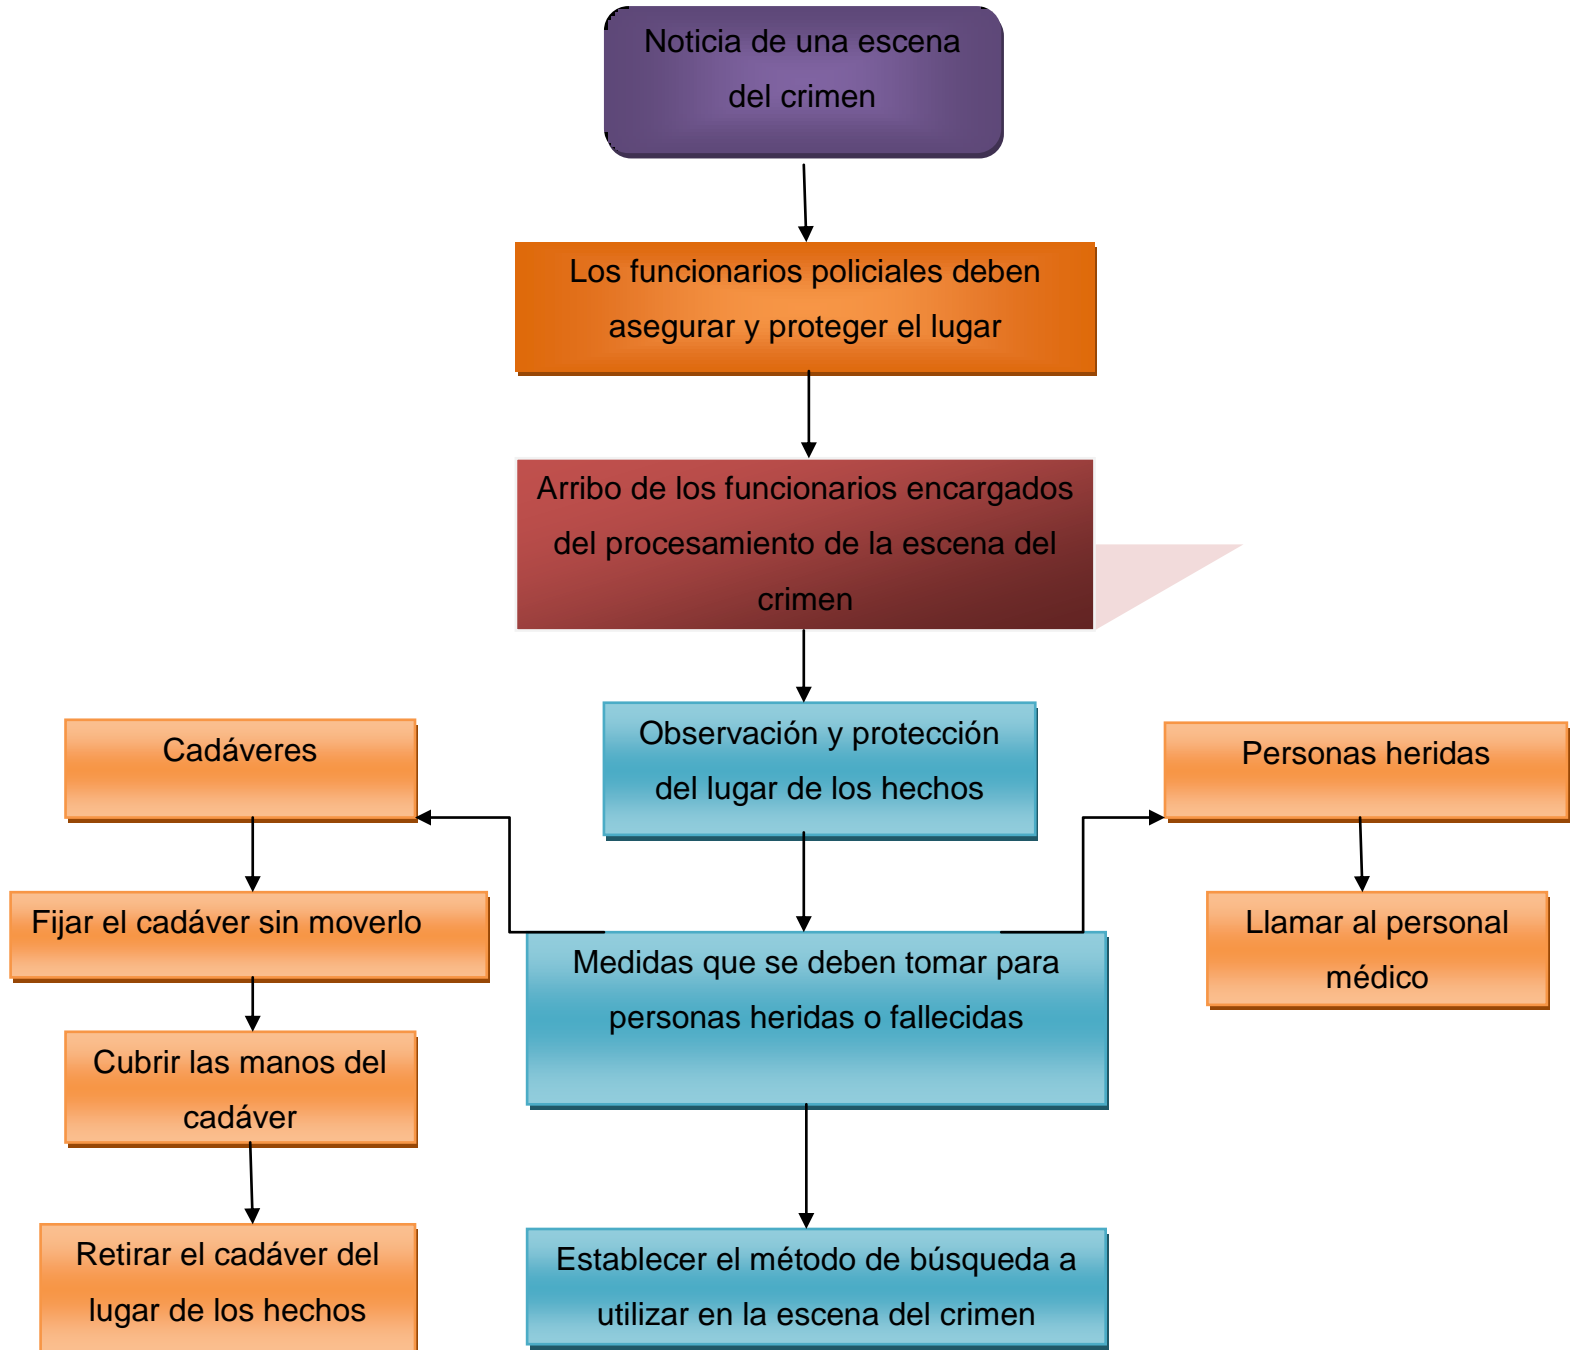 Noticia de una escena
del crimen
Los funcionarios policiales deben
asegurar y proteger el lugar
Arribo de los funcionarios encargados
del procesamiento de la escena del
crimen
Observación y protección
del lugar de los hechos
Cadáveres
Personas heridas
Fijar el cadáver sin moverlo
Llamar al personal
médico
Medidas que se deben tomar para
personas heridas o fallecidas
Cubrir las manos del
cadáver
Retirar el cadáver del
lugar de los hechos
Establecer el método de búsqueda a
utilizar en la escena del crimen